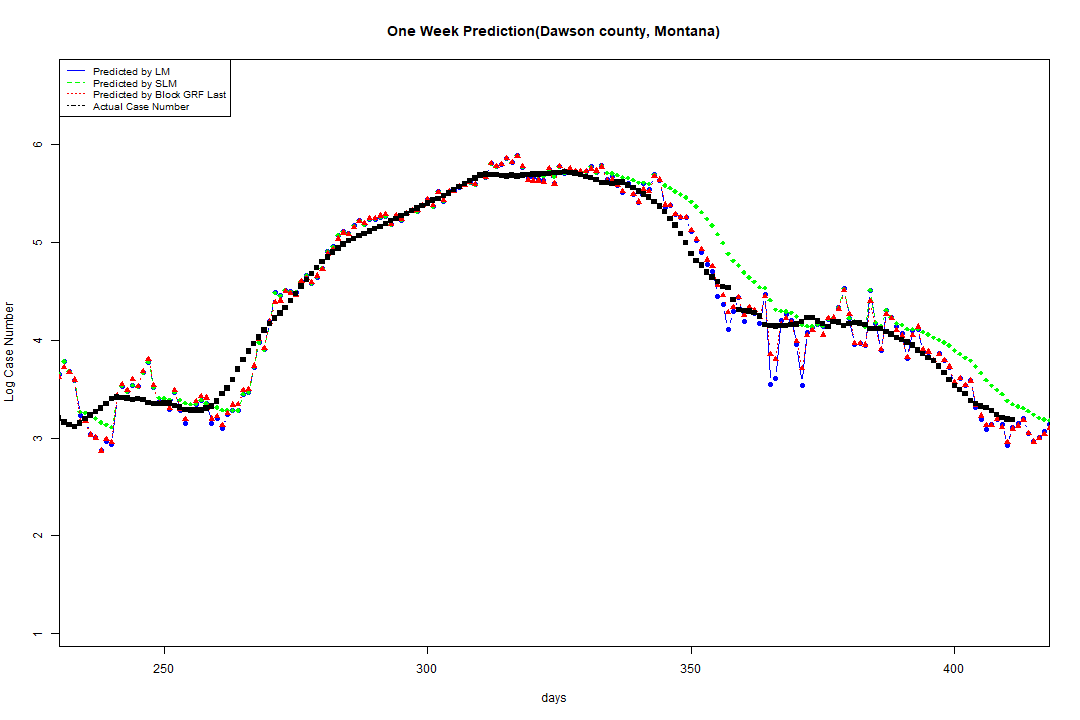 One Week Prediction(Dawson county, Montana)
Predicted by LM
Predicted by SLM
Predicted by Block GRF Last
Actual Case Number
Log Case Number
6
5
4
3
2
1
250 300 350 400
days